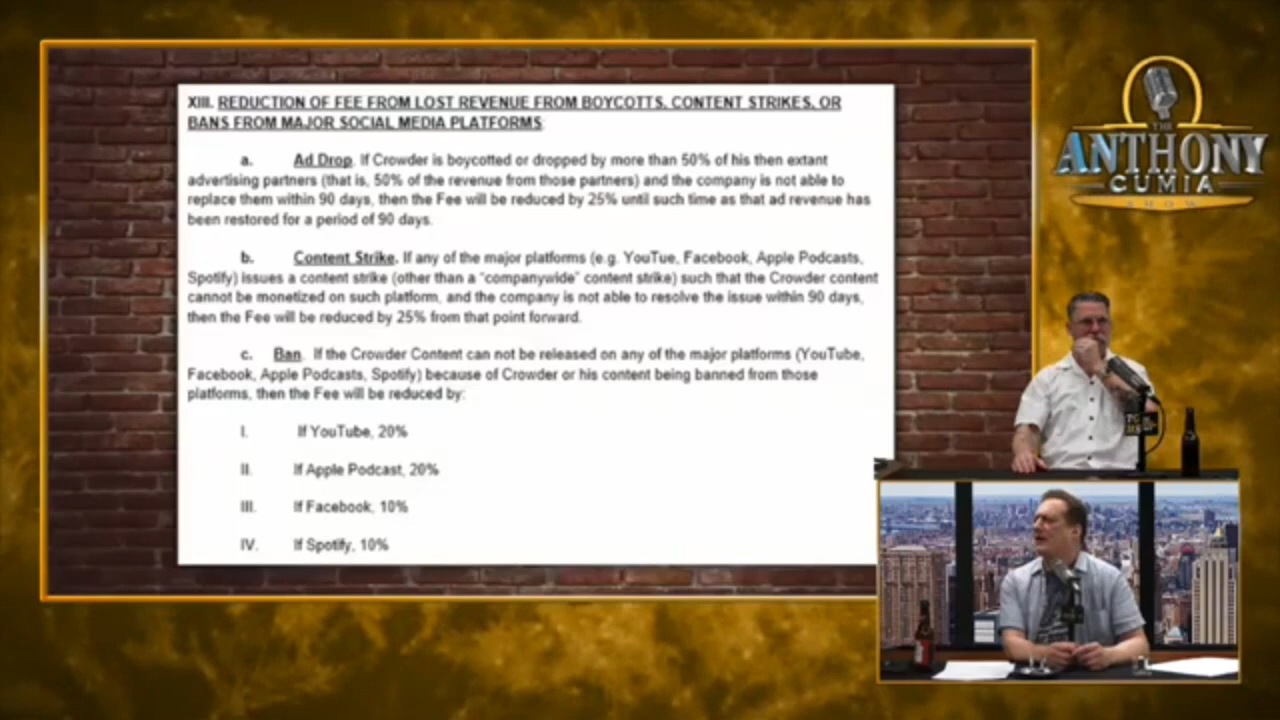 XIII. REDUCTION OF FEE FROM LOST REVENUE FROM BOYCOTTS, CONTENT STRIKES, OR
BANS FROM MAJOR SOCIAL MEDIA PLATFORMS:
a. Ad Drop. If Crowder is boycotted or dropped by more than 50% of his then extant
advertising partners (that is, 50% of the revenue from those partners) and the company is not able to
replace them within 90 days, then the Fee will be reduced by 25% until such time as that ad revenue has
been restored for a period of 90 days.
b. Content Strike. If any of the major platforms (e.g. YouTue, Facebook, Apple Podcasts,
Spotify) issues a content strike (other than a "companywide" content strike) such that the Crowder content
cannot be monetized on such platform, and the company is not able to resolve the issue within 90 days,
then the Fee will be reduced by 25% from that point forward.
c. Ban. If the Crowder Content can not be released on any of the major platforms (YouTube,
Facebook, Apple Podcasts, Spotify) because of Crowder or his content being banned from those
platforms, then the Fee will be reduced by:
I. If YouTube, 20%
II. If Apple Podcast, 20%
III. If Facebook, 10%
IV. If Spotify, 10%
THE
ANTHONY
CUMIA
SHOW